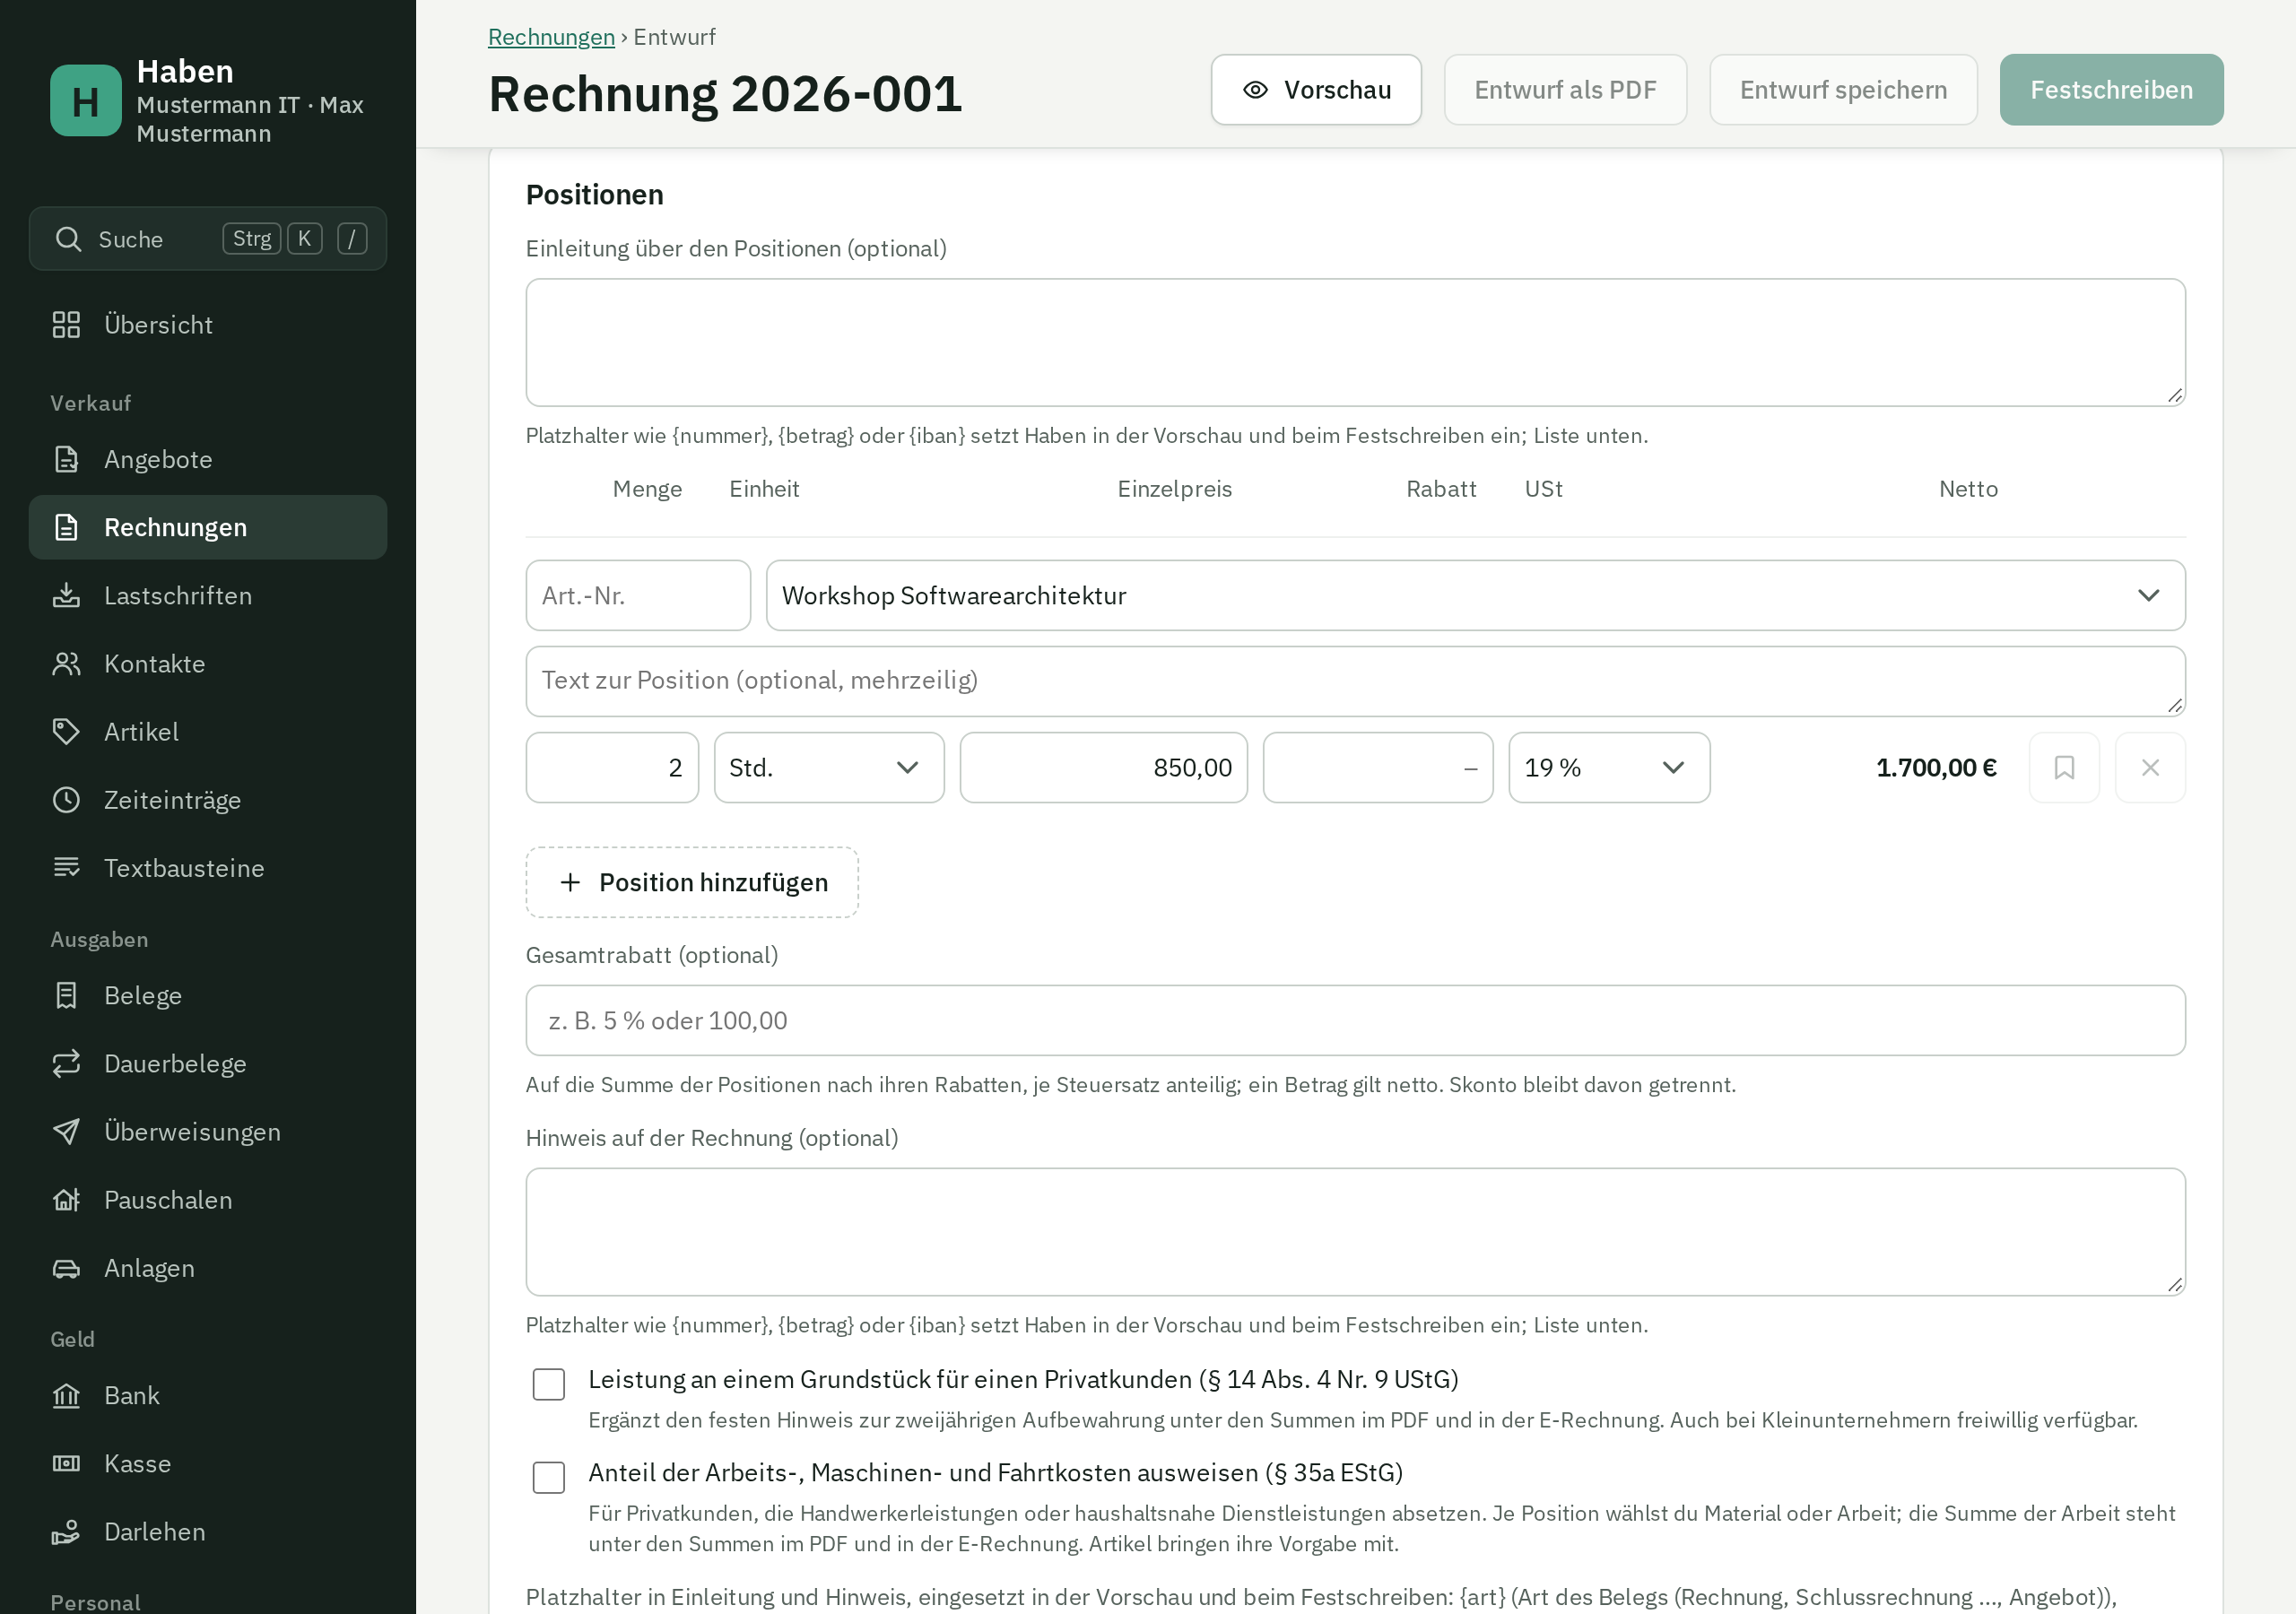 H
Haben
Mustermann IT · Max
Mustermann
Suche Strg K /
Übersicht
Verkauf
Angebote
Rechnungen
Lastschriften
Kontakte
Artikel
Zeiteinträge
Textbausteine
Ausgaben
Belege
Dauerbelege
Überweisungen
Pauschalen
Anlagen
Geld
Bank
Kasse
Darlehen
Personal
Rechnungen › Entwurf
Rechnung 2026-001
Vorschau Entwurf als PDF Entwurf speichern Festschreiben
Positionen
Einleitung über den Positionen (optional)
Platzhalter wie {nummer}, {betrag} oder {iban} setzt Haben in der Vorschau und beim Festschreiben ein; Liste unten.
Menge Einheit Einzelpreis Rabatt USt Netto
Art.-Nr. Workshop Softwarearchitektur
Text zur Position (optional, mehrzeilig)
2 Std. 850,00 – 19 % 1.700,00 €
+ Position hinzufügen
Gesamtrabatt (optional)
z. B. 5 % oder 100,00
Auf die Summe der Positionen nach ihren Rabatten, je Steuersatz anteilig; ein Betrag gilt netto. Skonto bleibt davon getrennt.
Hinweis auf der Rechnung (optional)
Platzhalter wie {nummer}, {betrag} oder {iban} setzt Haben in der Vorschau und beim Festschreiben ein; Liste unten.
Leistung an einem Grundstück für einen Privatkunden (§ 14 Abs. 4 Nr. 9 UStG)
Ergänzt den festen Hinweis zur zweijährigen Aufbewahrung unter den Summen im PDF und in der E-Rechnung. Auch bei Kleinunternehmern freiwillig verfügbar.
Anteil der Arbeits-, Maschinen- und Fahrtkosten ausweisen (§ 35a EStG)
Für Privatkunden, die Handwerkerleistungen oder haushaltsnahe Dienstleistungen absetzen. Je Position wählst du Material oder Arbeit; die Summe der Arbeit steht
unter den Summen im PDF und in der E-Rechnung. Artikel bringen ihre Vorgabe mit.
Platzhalter in Einleitung und Hinweis, eingesetzt in der Vorschau und beim Festschreiben: {art} (Art des Belegs (Rechnung, Schlussrechnung …, Angebot)),